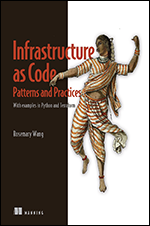 Infrastructure
as Code
Patterns and Practices
With examples in Python and Terraform
Rosemary Wang
MANNING